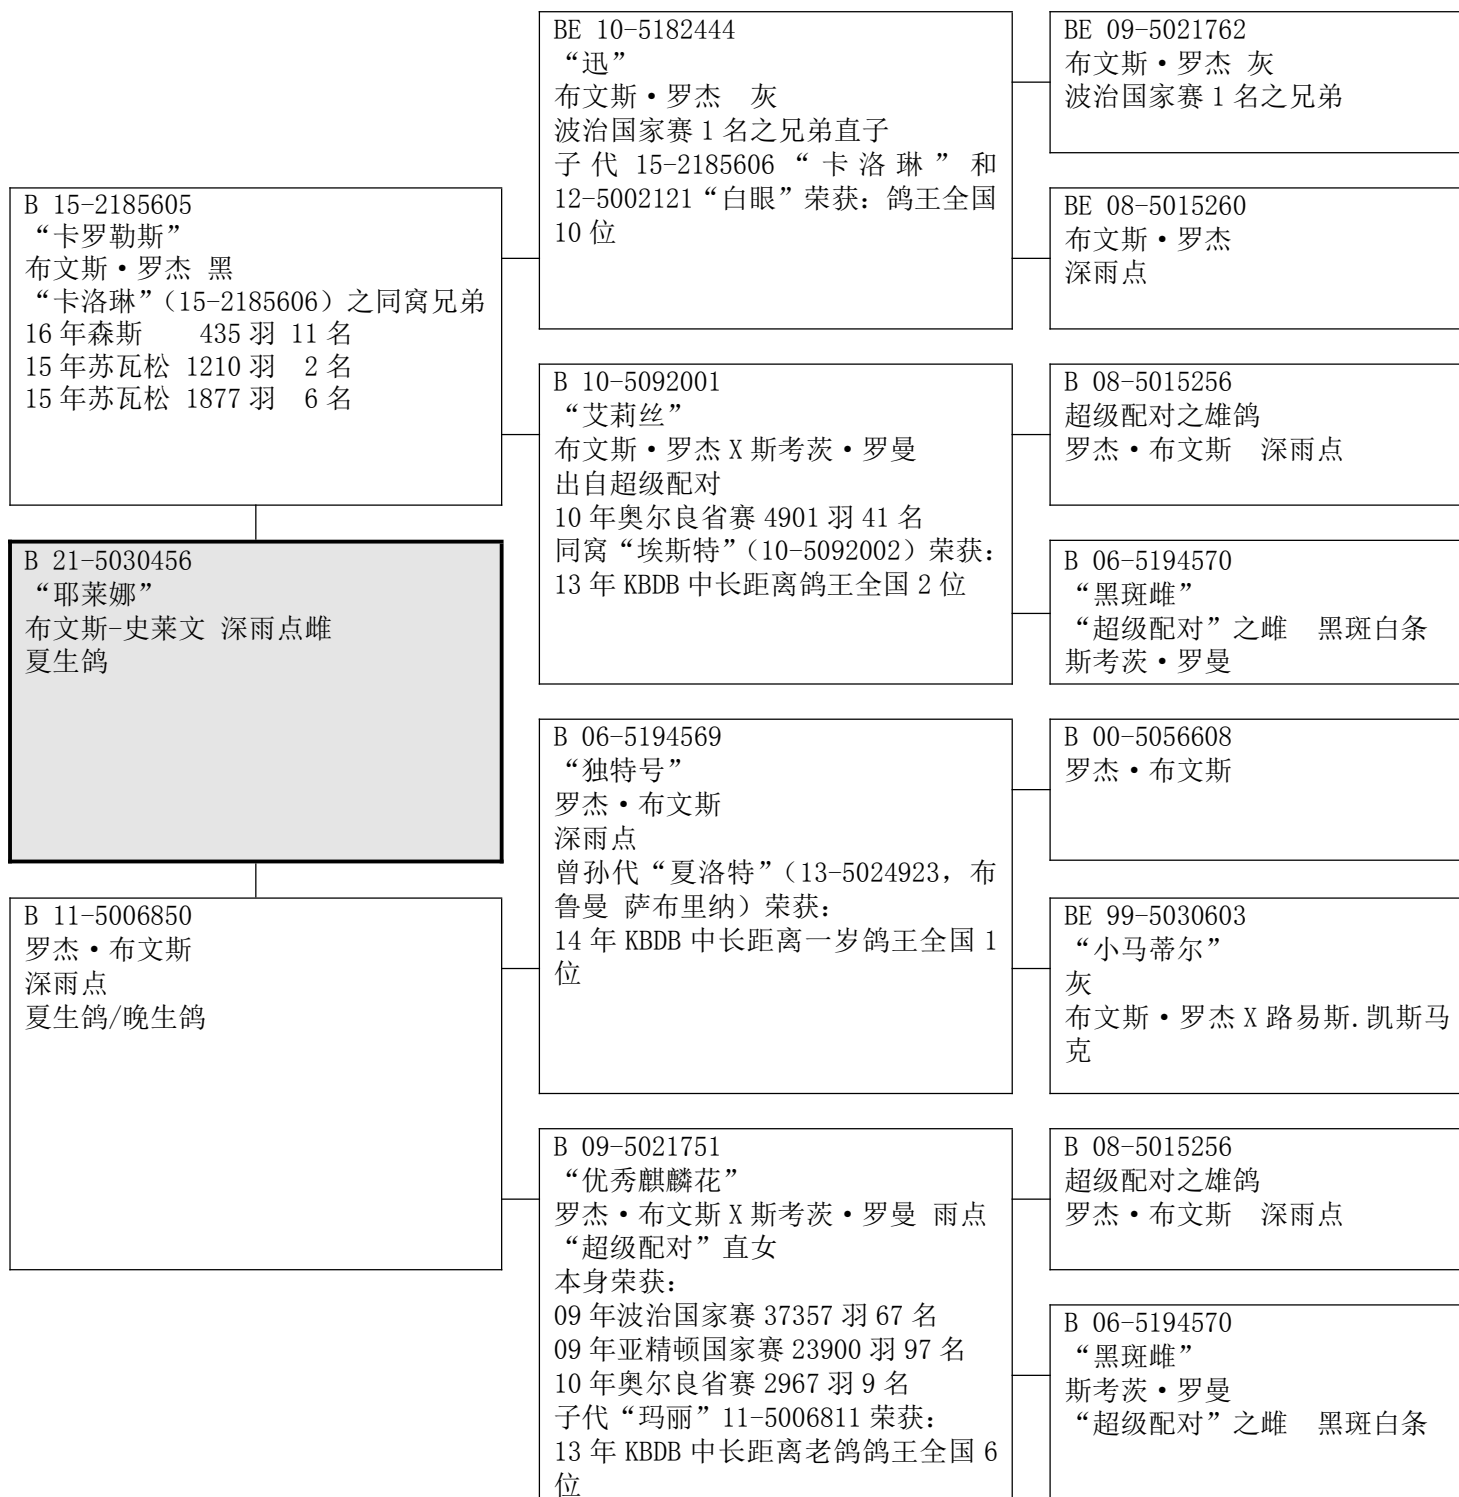 B 15-2185605
“卡罗勒斯”
布文斯•罗杰 黑
“卡洛琳”（15-2185606）之同窝兄弟
16 年森斯 435 羽 11 名
15 年苏瓦松 1210 羽 2 名
15 年苏瓦松 1877 羽 6 名
B 21-5030456
“耶莱娜”
布文斯-史莱文 深雨点雌
夏生鸽
B 11-5006850
罗杰•布文斯
深雨点
夏生鸽/晚生鸽
BE 10-5182444
“迅”
布文斯•罗杰 灰
波治国家赛 1 名之兄弟直子
子代 15-2185606 “卡洛琳” 和
12-5002121“白眼”荣获：鸽王全国
10 位
B 10-5092001
“艾莉丝”
布文斯•罗杰 X 斯考茨•罗曼
出自超级配对
10 年奥尔良省赛 4901 羽 41 名
同窝“埃斯特”（10-5092002）荣获：
13 年 KBDB 中长距离鸽王全国 2 位
B 06-5194569
“独特号”
罗杰•布文斯
深雨点
曾孙代“夏洛特”（13-5024923，布
鲁曼 萨布里纳）荣获：
14 年 KBDB 中长距离一岁鸽王全国 1
位
B 09-5021751
“优秀麒麟花”
罗杰•布文斯 X 斯考茨•罗曼 雨点
“超级配对”直女
本身荣获：
09 年波治国家赛 37357 羽 67 名
09 年亚精顿国家赛 23900 羽 97 名
10 年奥尔良省赛 2967 羽 9 名
子代“玛丽”11-5006811 荣获：
13 年 KBDB 中长距离老鸽鸽王全国 6
位
BE 09-5021762
布文斯•罗杰 灰
波治国家赛 1 名之兄弟
BE 08-5015260
布文斯•罗杰
深雨点
B 08-5015256
超级配对之雄鸽
罗杰•布文斯 深雨点
B 06-5194570
“黑斑雌”
“超级配对”之雌 黑斑白条
斯考茨•罗曼
B 00-5056608
罗杰•布文斯
BE 99-5030603
“小马蒂尔”
灰
布文斯•罗杰 X 路易斯.凯斯马
克
B 08-5015256
超级配对之雄鸽
罗杰•布文斯 深雨点
B 06-5194570
“黑斑雌”
斯考茨•罗曼
“超级配对”之雌 黑斑白条